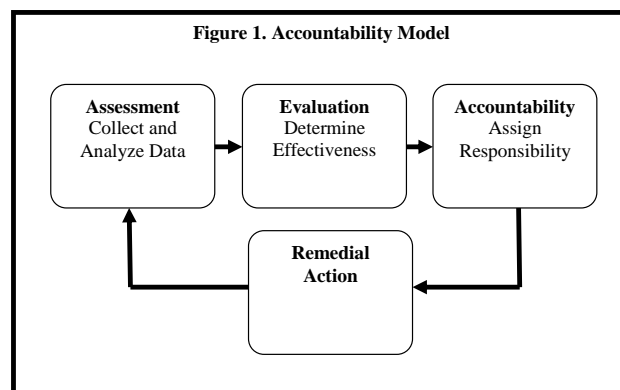 Figure 1. Accountability Model
Assessment
Collect and
Analyze Data
Evaluation
Determine
Effectiveness
Accountability
Assign
Responsibility
Remedial
Action